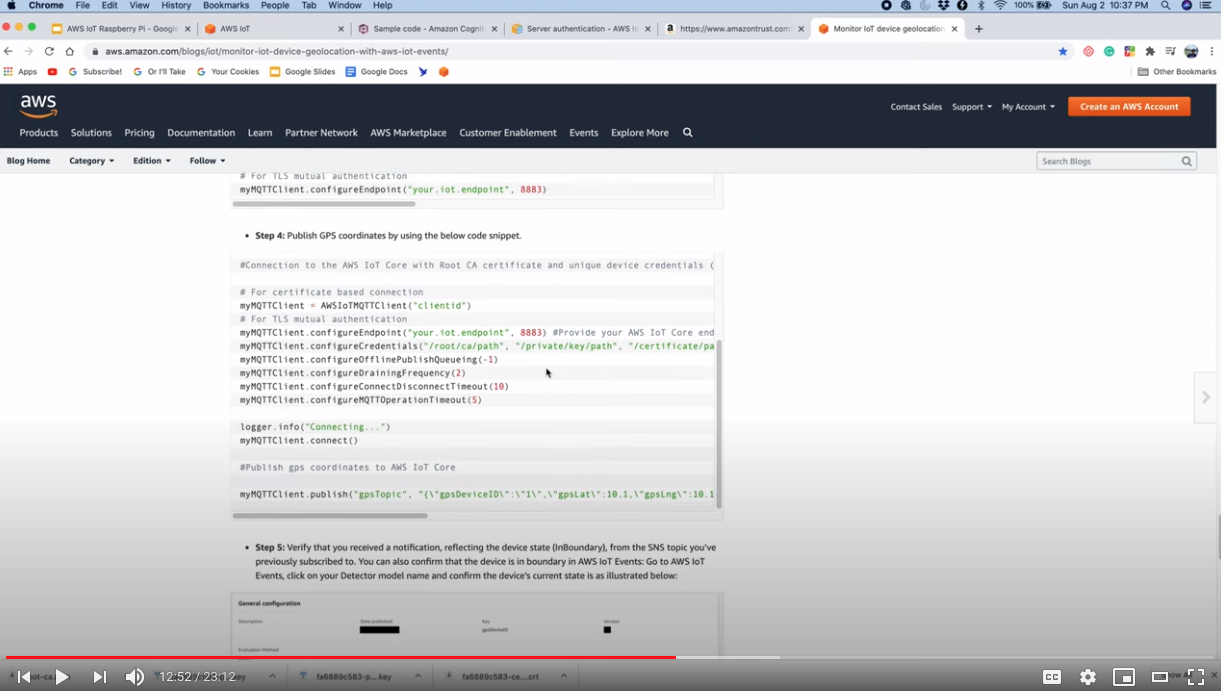 Chrome File Edit View History Bookmarks People Tab Window Help 100% Sun Aug 2 10:37 PM
AWS IoT Raspberry Pi - Google AWS IoT Sample code - Amazon Cognit Server authentication - AWS Io https://www.amazontrust.com Monitor IoT device geolocation
aws.amazon.com/blogs/iot/monitor-iot-device-geolocation-with-aws-iot-events/
Apps Subscribe! Or I'll Take Your Cookies Google Slides Google Docs Other Bookmarks
aws
Contact Sales Support My Account Create an AWS Account
Products Solutions Pricing Documentation Learn Partner Network AWS Marketplace Customer Enablement Events Explore More
Blog Home Category Edition Follow Search Blogs
# For TLS mutual authentication
myMQTTClient.configureEndpoint("your.iot.endpoint", 8883)
• Step 4: Publish GPS coordinates by using the below code snippet.
#Connection to the AWS IoT Core with Root CA certificate and unique device credentials (
# For certificate based connection
myMQTTClient = AWSIoTMQTTClient("clientid")
# For TLS mutual authentication
myMQTTClient.configureEndpoint("your.iot.endpoint", 8883) #Provide your AWS IoT Core end
myMQTTClient.configureCredentials("/root/ca/path", "/private/key/path", "/certificate/pa
myMQTTClient.configureOfflinePublishQueueing(-1)
myMQTTClient.configureDrainingFrequency(2)
myMQTTClient.configureConnectDisconnectTimeout(10)
myMQTTClient.configureMQTTOperationTimeout(5)
logger.info("Connecting...")
myMQTTClient.connect()
#Publish gps coordinates to AWS IoT Core
myMQTTClient.publish("gpsTopic", "{\"gpsDeviceID\":\"1\",\"gpsLat\":10.1,\"gpsLng\":10.1
• Step 5: Verify that you received a notification, reflecting the device state (InBoundary), from the SNS topic you've
previously subscribed to. You can also confirm that the device is in boundary in AWS IoT Events: Go to AWS IoT
Events, click on your Detector model name and confirm the device's current state is as illustrated below:
General configuration
Description Date published Key Version
gpsDeviceID
Evaluation Method
12:52 / 23:12 fa6889c583-p....key fa6889c583-ce....crt CC